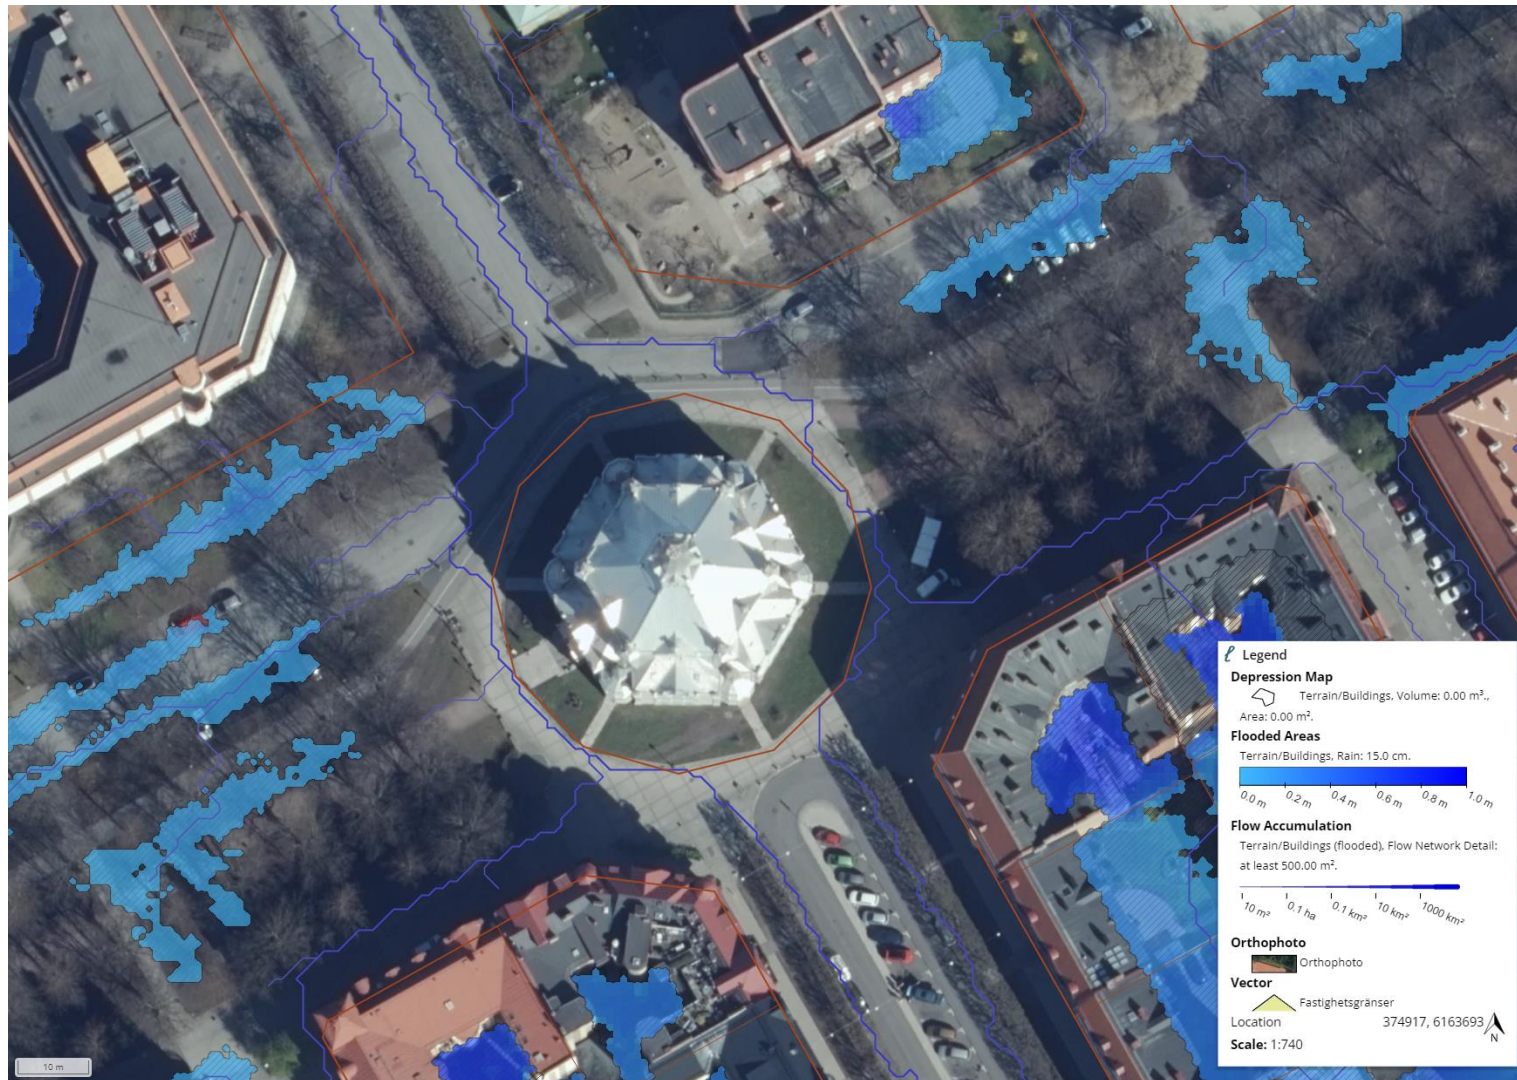 Legend
Depression Map
Terrain/Buildings, Volume: 0.00 m³.,
Area: 0.00 m².
Flooded Areas
Terrain/Buildings, Rain: 15.0 cm.
0.0 m 0.2 m 0.4 m 0.6 m 0.8 m 1.0 m
Flow Accumulation
Terrain/Buildings (flooded), Flow Network Detail:
at least 500.00 m².
10 m² 0.1 ha 0.1 km² 10 km² 1000 km²
Orthophoto
Orthophoto
Vector
Fastighetsgränser
Location 374917, 6163693
N
Scale: 1:740
10 m